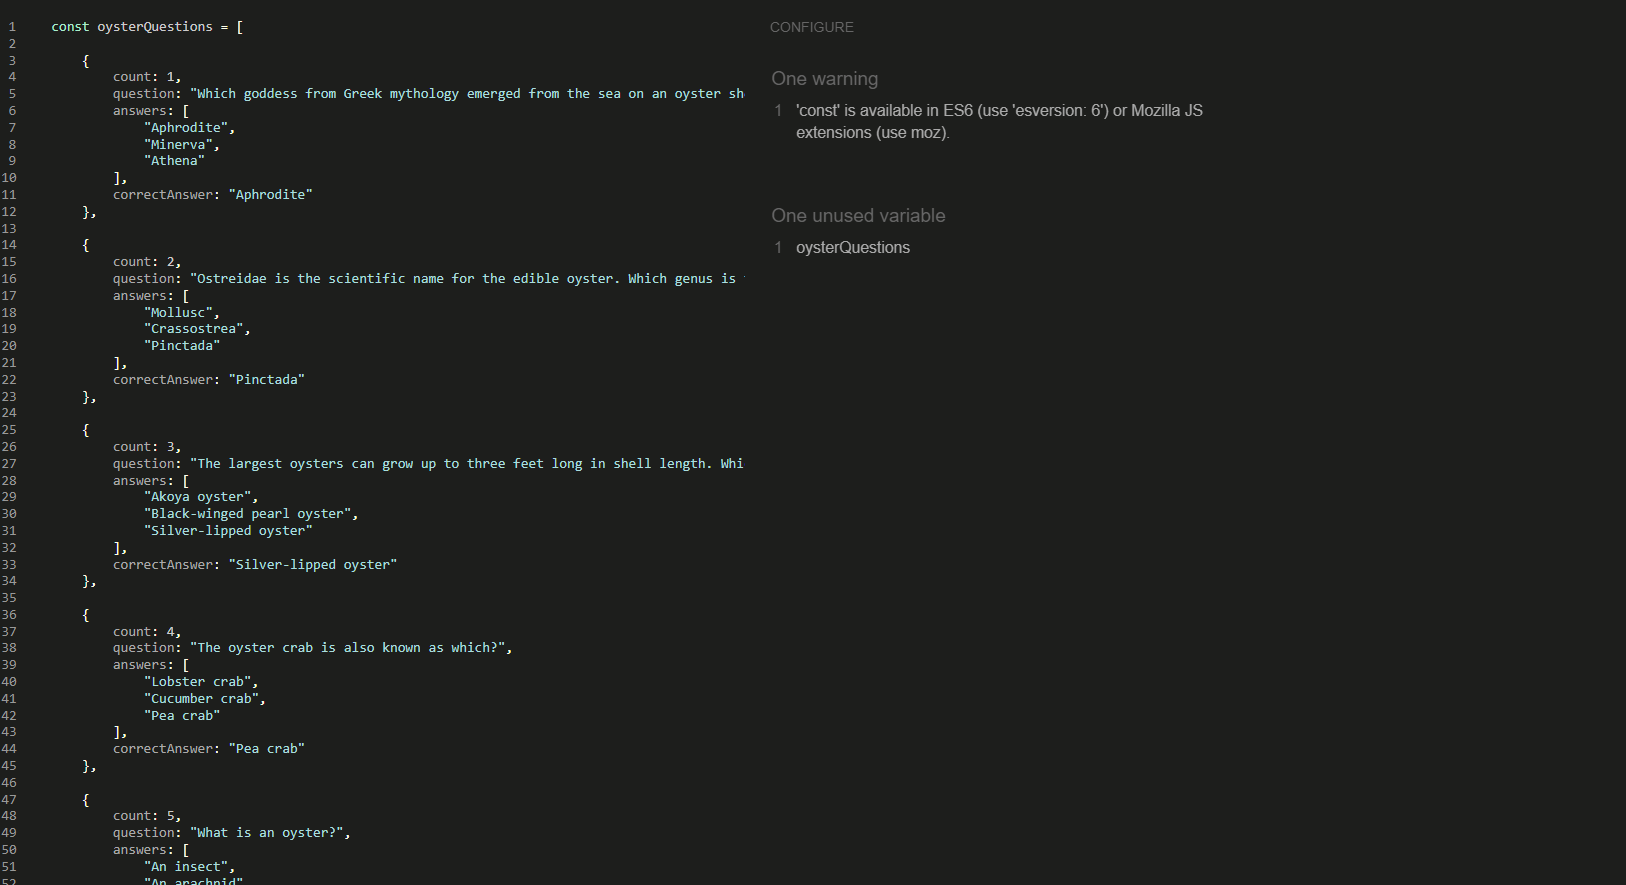 1 const oysterQuestions = [
2
3 {
4 count: 1,
5 question: "Which goddess from Greek mythology emerged from the sea on an oyster
6 answers: [
7 "Aphrodite",
8 "Minerva",
9 "Athena"
10 ],
11 correctAnswer: "Aphrodite"
12 },
13
14 {
15 count: 2,
16 question: "Ostreidae is the scientific name for the edible oyster. Which genus is
17 answers: [
18 "Mollusc",
19 "Crassostrea",
20 "Pinctada"
21 ],
22 correctAnswer: "Pinctada"
23 },
24
25 {
26 count: 3,
27 question: "The largest oysters can grow up to three feet long in shell length.
28 answers: [
29 "Akoya oyster",
30 "Black-winged pearl oyster",
31 "Silver-lipped oyster"
32 ],
33 correctAnswer: "Silver-lipped oyster"
34 },
35
36 {
37 count: 4,
38 question: "The oyster crab is also known as which?",
39 answers: [
40 "Lobster crab",
41 "Cucumber crab",
42 "Pea crab"
43 ],
44 correctAnswer: "Pea crab"
45 },
46
47 {
48 count: 5,
49 question: "What is an oyster?",
50 answers: [
51 "An insect",
52 "An arachnid"
CONFIGURE
One warning
1 'const' is available in ES6 (use 'esversion: 6') or Mozilla JS
extensions (use moz).
One unused variable
1 oysterQuestions